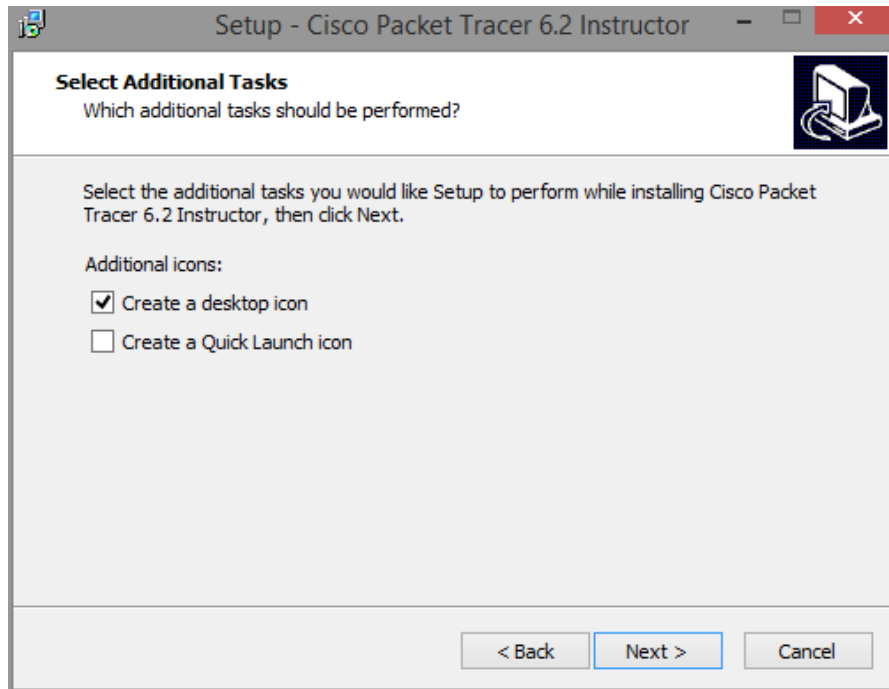 Setup - Cisco Packet Tracer 6.2 Instructor
Select Additional Tasks
Which additional tasks should be performed?
Select the additional tasks you would like Setup to perform while installing Cisco Packet
Tracer 6.2 Instructor, then click Next.
Additional icons:
Create a desktop icon
Create a Quick Launch icon
< Back Next > Cancel